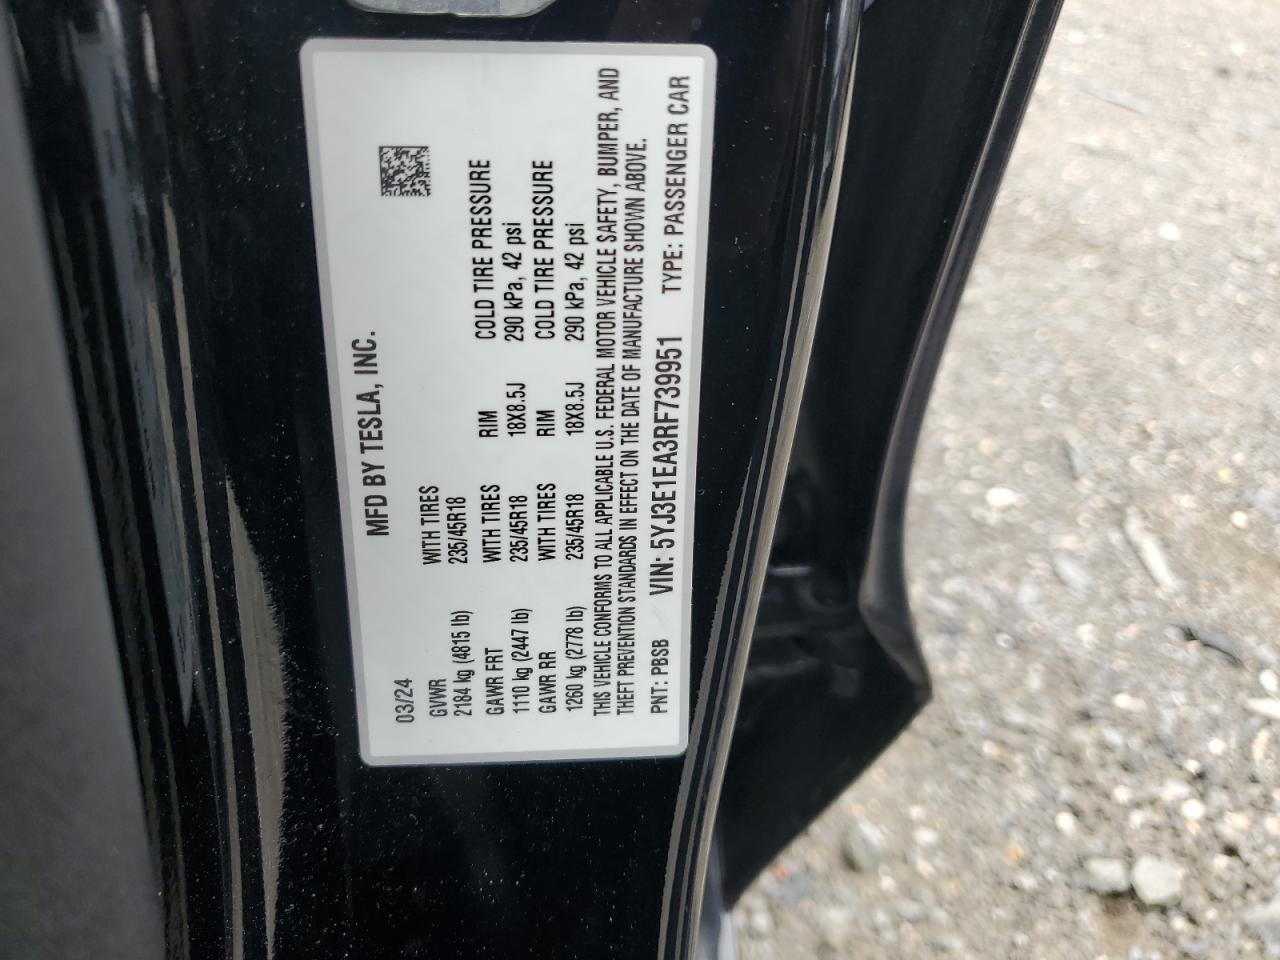 MFD BY TESLA, INC.
03/24
GVWR WITH TIRES
2184 kg (4815 lb) 235/45R18
GAWR FRT WITH TIRES RIM COLD TIRE PRESSURE
1110 kg (2447 lb) 235/45R18 18X8.5J 290 kPa, 42 psi
GAWR RR WITH TIRES RIM COLD TIRE PRESSURE
1260 kg (2778 lb) 235/45R18 18X8.5J 290 kPa, 42 psi
THIS VEHICLE CONFORMS TO ALL APPLICABLE U.S. FEDERAL MOTOR VEHICLE SAFETY, BUMPER, AND
THEFT PREVENTION STANDARDS IN EFFECT ON THE DATE OF MANUFACTURE SHOWN ABOVE.
PNT: PBSB VIN: 5YJ3E1EA3RF739951 TYPE: PASSENGER CAR